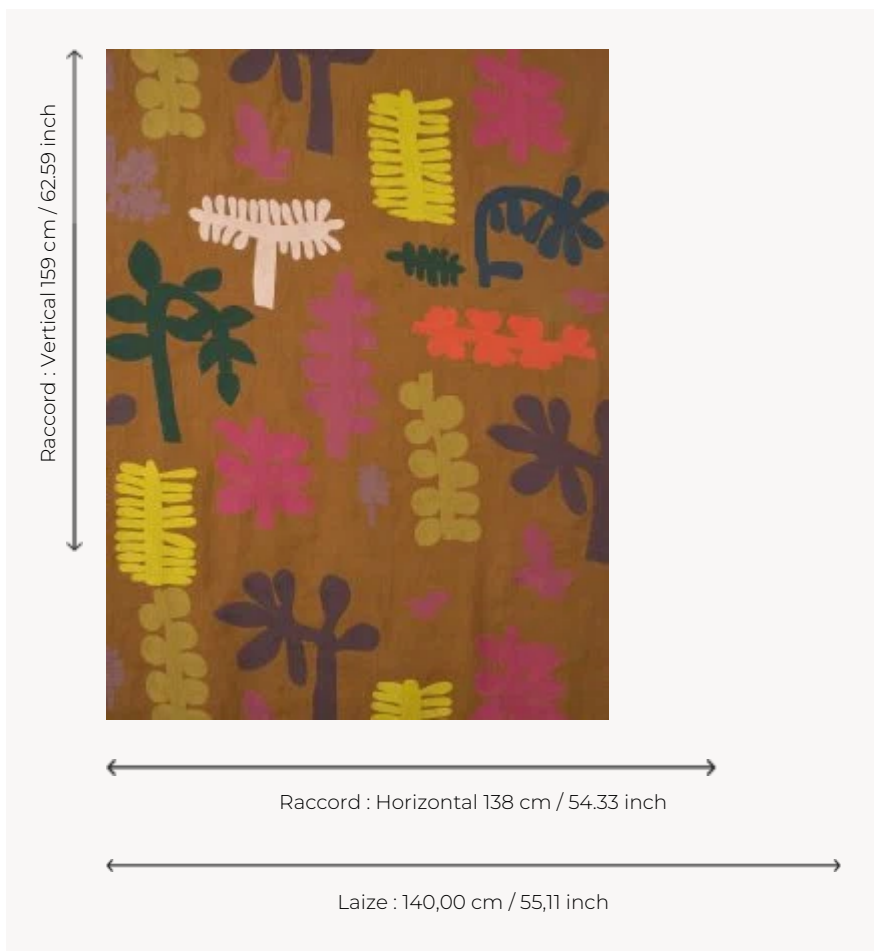 Raccord : Vertical 159 cm / 62.59 inch
Raccord : Horizontal 138 cm / 54.33 inch
Laize : 140,00 cm / 55,11 inch